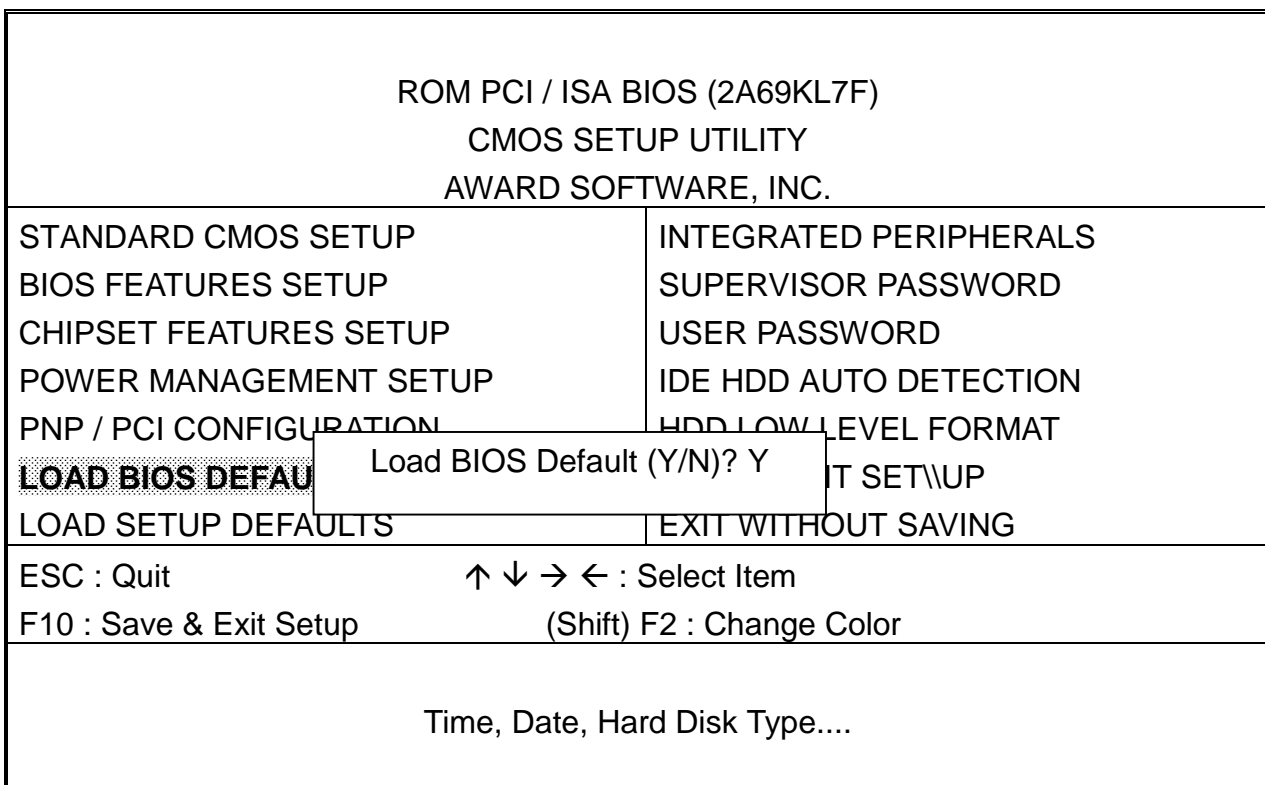 ROM PCI / ISA BIOS (2A69KL7F)
CMOS SETUP UTILITY
AWARD SOFTWARE, INC.
STANDARD CMOS SETUP
BIOS FEATURES SETUP
CHIPSET FEATURES SETUP
POWER MANAGEMENT SETUP
PNP / PCI CONFIGURATION
LOAD BIOS DEFAU
LOAD SETUP DEFAULTS
INTEGRATED PERIPHERALS
SUPERVISOR PASSWORD
USER PASSWORD
IDE HDD AUTO DETECTION
HDD LOW LEVEL FORMAT
IT SET\\UP
EXIT WITHOUT SAVING
Load BIOS Default (Y/N)? Y
ESC : Quit ↑ ↓ → ← : Select Item
F10 : Save & Exit Setup (Shift) F2 : Change Color
Time, Date, Hard Disk Type....